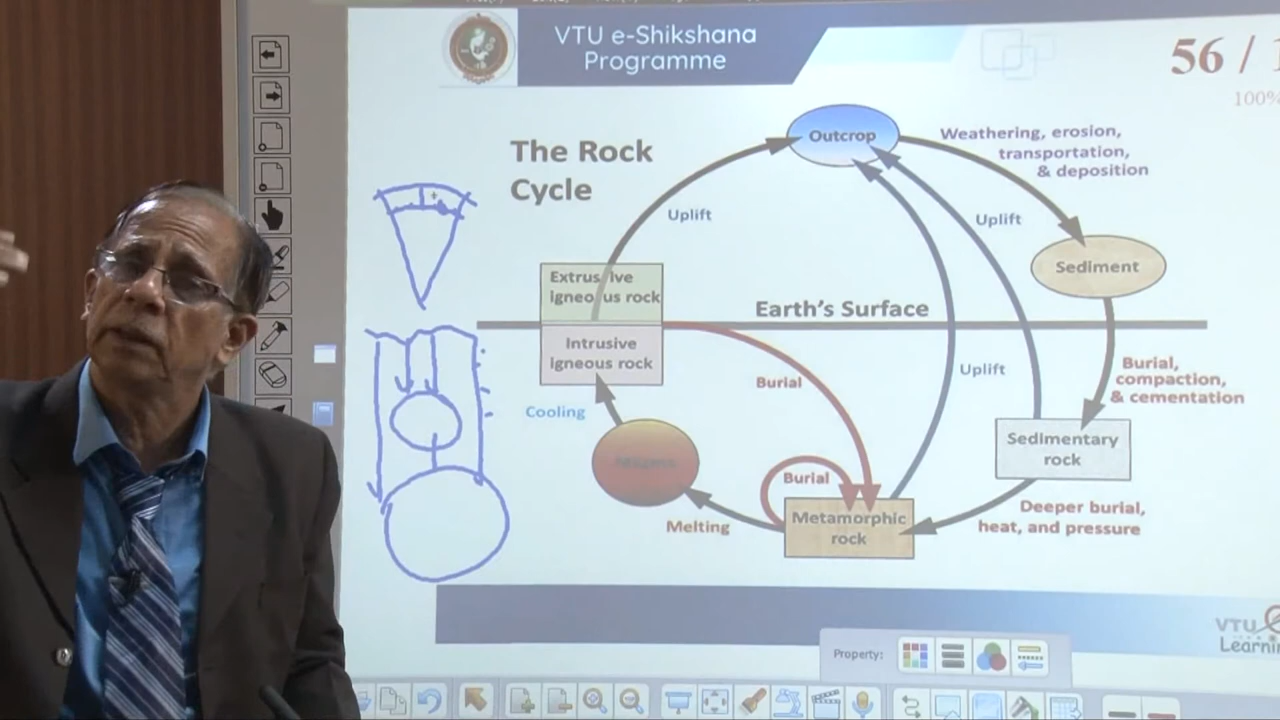 VTU e-Shikshana
Programme
56 / 1
100%
The Rock
Cycle
Outcrop
Weathering, erosion,
transportation,
& deposition
Uplift
Uplift
Sediment
Extrusive
igneous rock
Earth's Surface
Intrusive
igneous rock
Burial
Uplift
Burial,
compaction,
& cementation
Cooling
Magma
Sedimentary
rock
Burial
Melting
Metamorphic
rock
Deeper burial,
heat, and pressure
VTU
Learnin
Property: